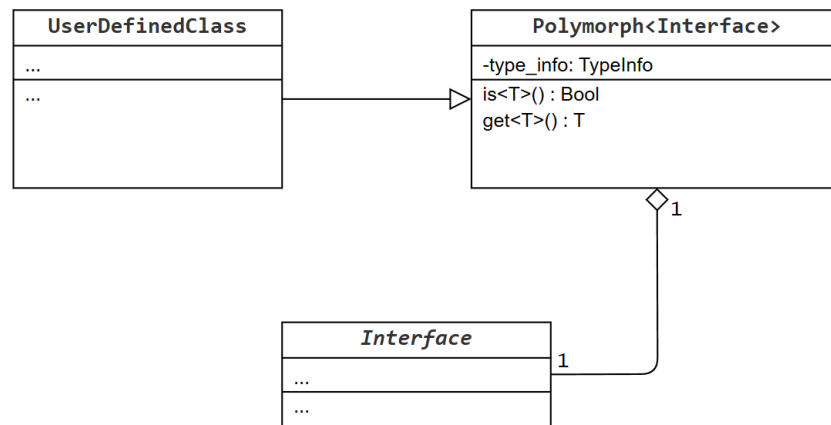 UserDefinedClass
...
...
Polymorph<Interface>
-type_info: TypeInfo
is<T>() : Bool
get<T>() : T
1
Interface
...
...
1